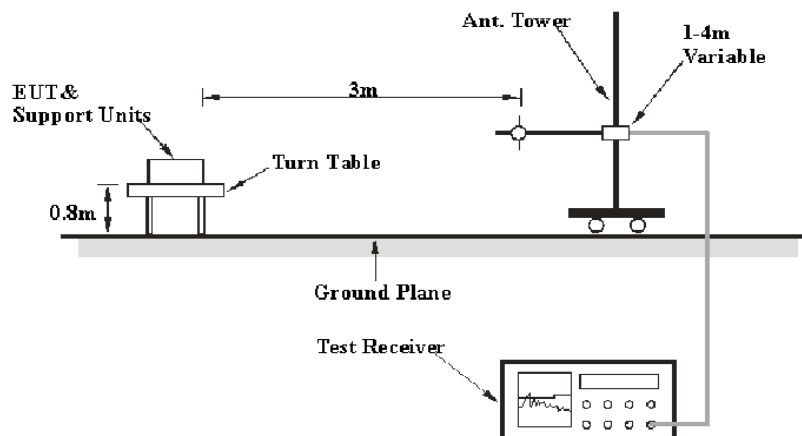 Ant. Tower
1-4m
Variable
3m
EUT&
Support Units
Turn Table
0.8m
Ground Plane
Test Receiver